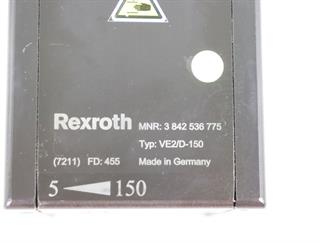 Rexroth MNR: 3 842 536 775
Typ: VE2/D-150
(7211) FD: 455 Made in Germany
5 150